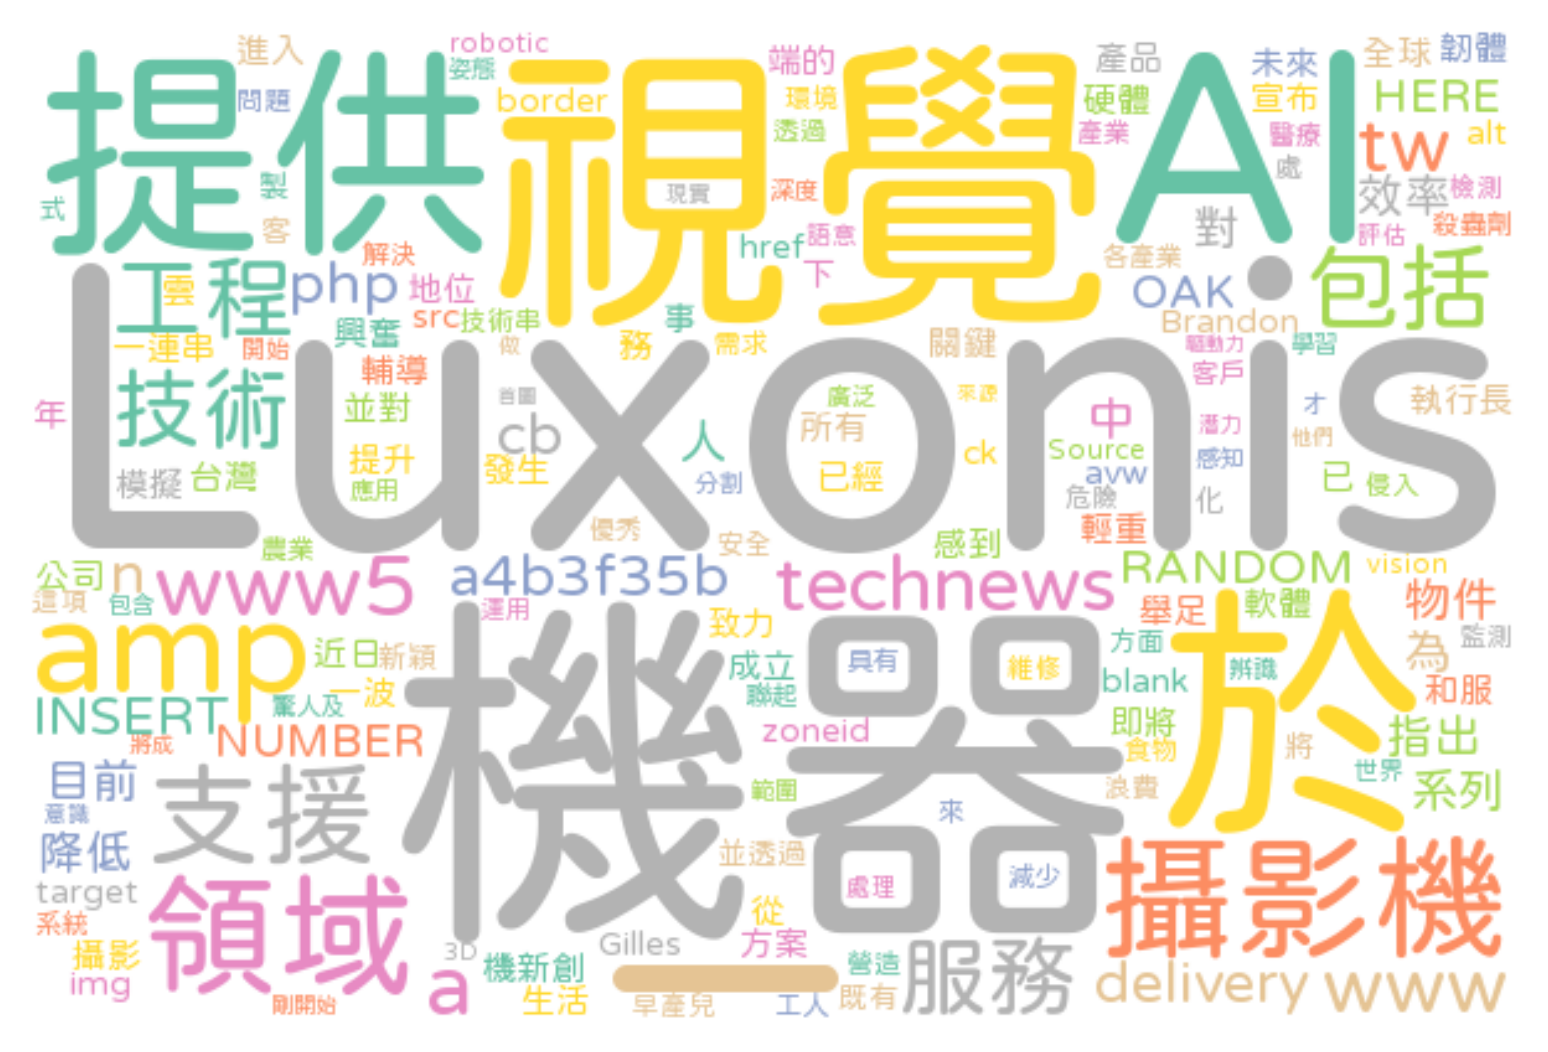 進入
robotic
姿態
端的
產品
未來
全球
韌體
提供
視覺
AI
問題
border
環境
硬體
宣布
HERE
透過
產業
醫療
tw
alt
製
現實
深度
處
效率
檢測
式
客
對
殺蟲劑
解決
href
語意
評估
工程
雲
php
地位
下
各產業
OAK
包括
src
技術串
事
Brandon
Luxonis
一連串
開始
興奮
做
務
需求
關鍵
驅動力
學習
技術
輔導
客戶
年
並對
首圖
cb
人
廣泛
所有
來源
中
潛力
才
執行長
他們
模擬
台灣
提升
應用
發生
分割
已經
ck
Source
avw
感知
已
侵入
危險
化
農業
優秀
安全
感到
輕重
公司
n
www5
a4b3f35b
technews
RANDOM
vision
這項
包含
運用
致力
舉足
軟體
物件
amp
近日
新穎
機器
成立
具有
維修
方面
於
辨識
為
監測
INSERT
驚人及
一波
聯起
blank
和服
將成
NUMBER
zoneid
即將
食物
將
指出
目前
支援
範圍
浪費
世界
系列
意識
來
降低
並透過
攝影機
target
領域
處理
減少
系統
從
攝影
3D
Gilles
方案
img
a
機新創
一
營造
服務
delivery
www
剛開始
生活
早產兒
工人
既有